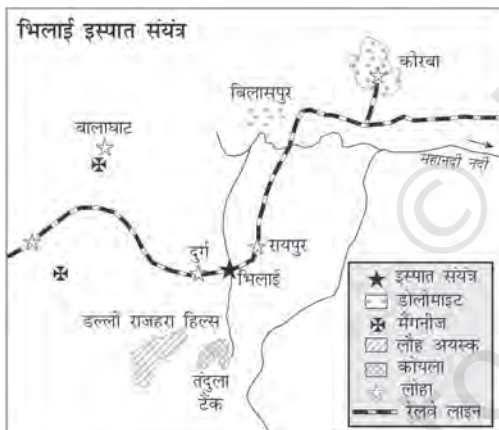 भिलाई इस्पात संयंत्र
कोरबा
बिलासपुर
बालाघाट
महानदी नदी
दुर्ग
रायपुर
भिलाई
डल्ली राजहरा हिल्स
तंदुला
टैंक
इस्पात संयंत्र
डोलोमाइट
मैंगनीज
लौह अयस्क
कोयला
लोहा
रेलवे लाइन
©